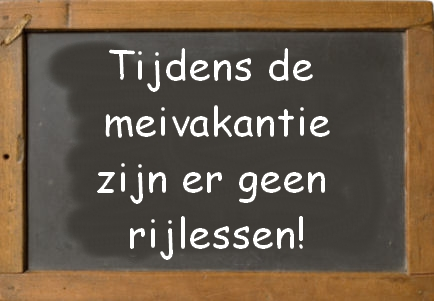 Tijdens de
meivakantie
zijn er geen
rijlessen!